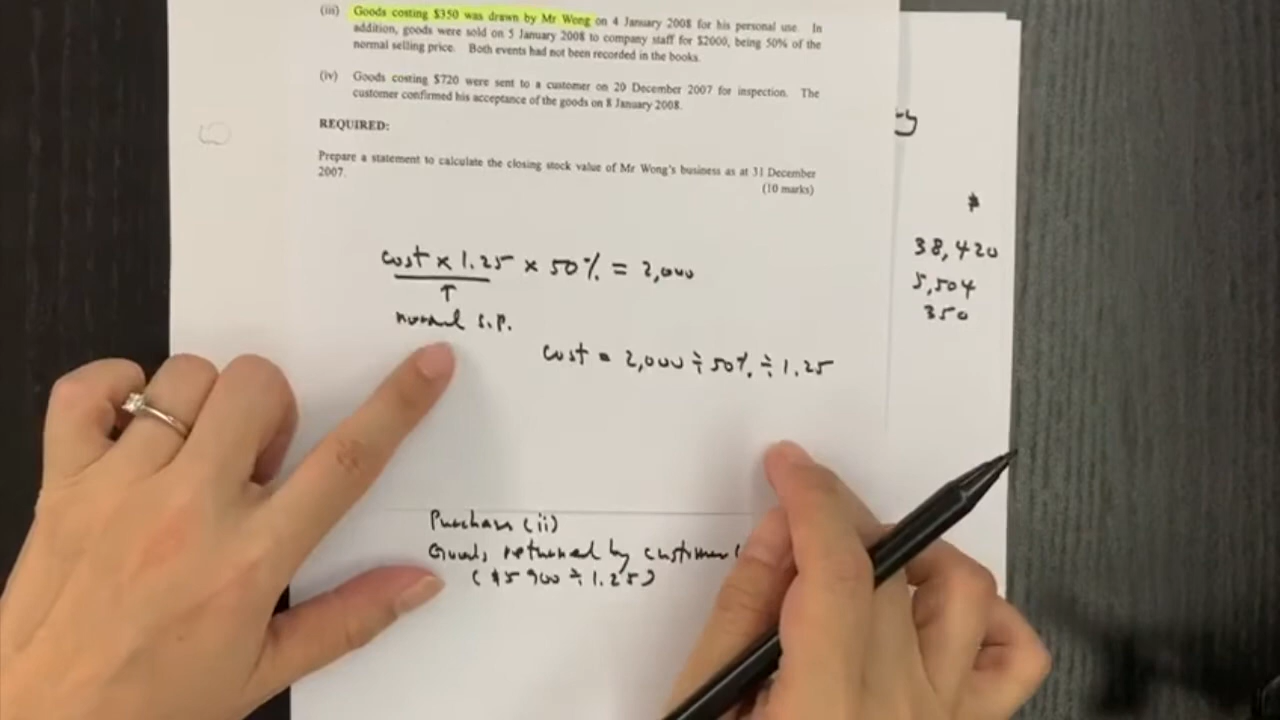 (iii) Goods costing $350 was drawn by Mr Wong on 4 January 2008 for his personal use. In
addition, goods were sold on 5 January 2008 to company staff for $2000, being 50% of the
normal selling price. Both events had not been recorded in the books.
(iv) Goods costing $720 were sent to a customer on 20 December 2007 for inspection. The
customer confirmed his acceptance of the goods on 8 January 2008.
REQUIRED:
Prepare a statement to calculate the closing stock value of Mr Wong's business as at 31 December
2007.
(10 marks)
cost × 1.25 × 50% = 2,000
↑
normal s.p.
cost = 2,000 ÷ 50% ÷ 1.25
$
38,420
5,504
350
Purchases (ii)
Goods returned by customer (
( $5 900 ÷ 1.25)